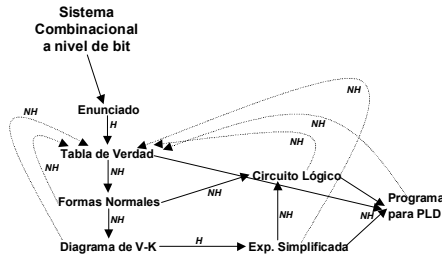 Sistema
Combinacional
a nivel de bit
NH
NH
Enunciado
H
NH
NH
Tabla de Verdad
NH
NH
Circuito Lógico
Formas Normales
NH
Programa
para PLD
NH
NH
NH
Diagrama de V-K
H
Exp. Simplificada